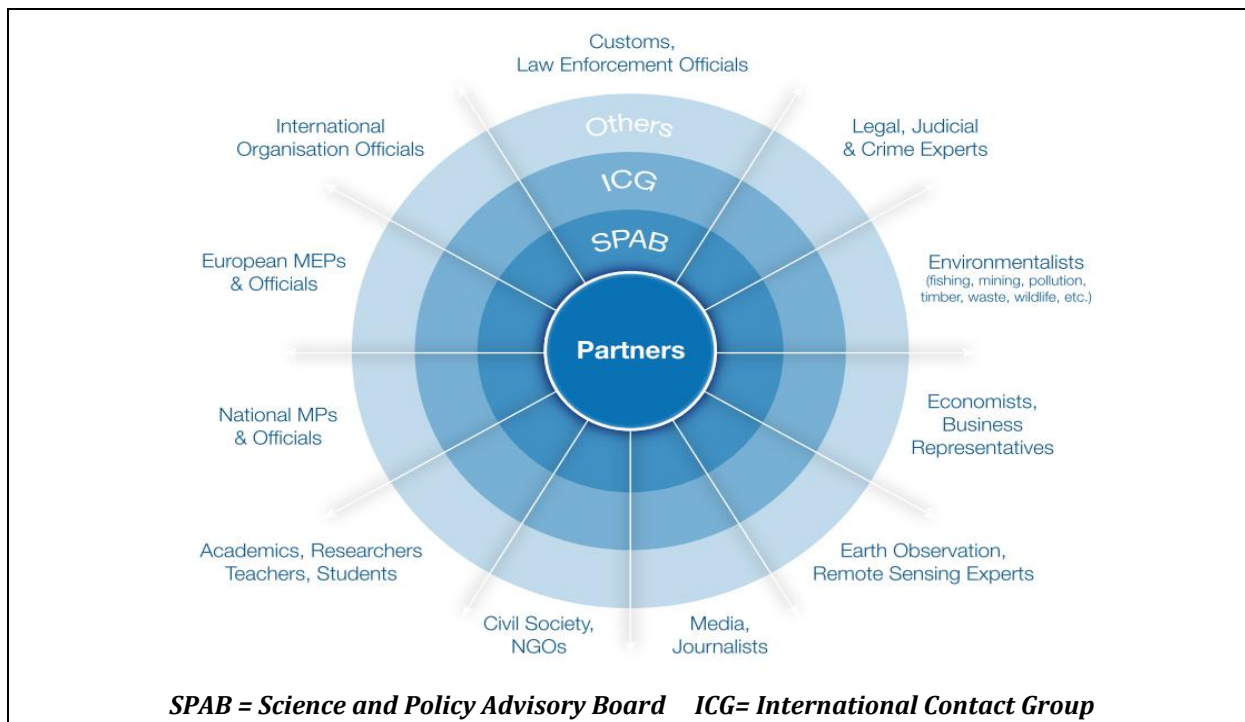 Customs,
Law Enforcement Officials
International
Organisation Officials
Legal, Judicial
& Crime Experts
Others
ICG
SPAB
European MEPs
& Officials
Environmentalists
(fishing, mining, pollution,
timber, waste, wildlife, etc.)
Partners
National MPs
& Officials
Economists,
Business
Representatives
Academics, Researchers
Teachers, Students
Earth Observation,
Remote Sensing Experts
Civil Society,
NGOs
Media,
Journalists
SPAB = Science and Policy Advisory Board ICG= International Contact Group